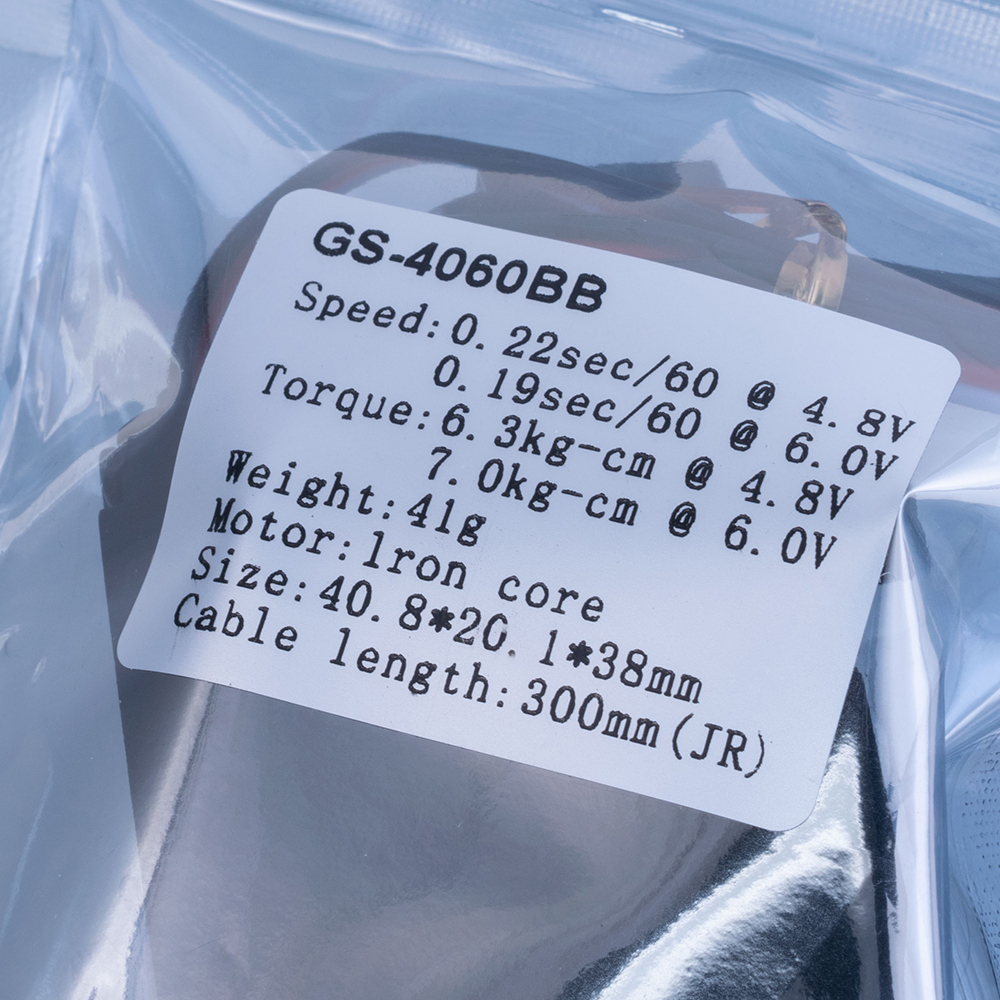 GS-4060BB
Speed:0.22sec/60 @ 4.8V
0.19sec/60 @ 6.0V
Torque:6.3kg-cm @ 4.8V
7.0kg-cm @ 6.0V
Weight:41g
Motor:lron core
Size:40.8*20.1*38mm
Cable length:300mm(JR)